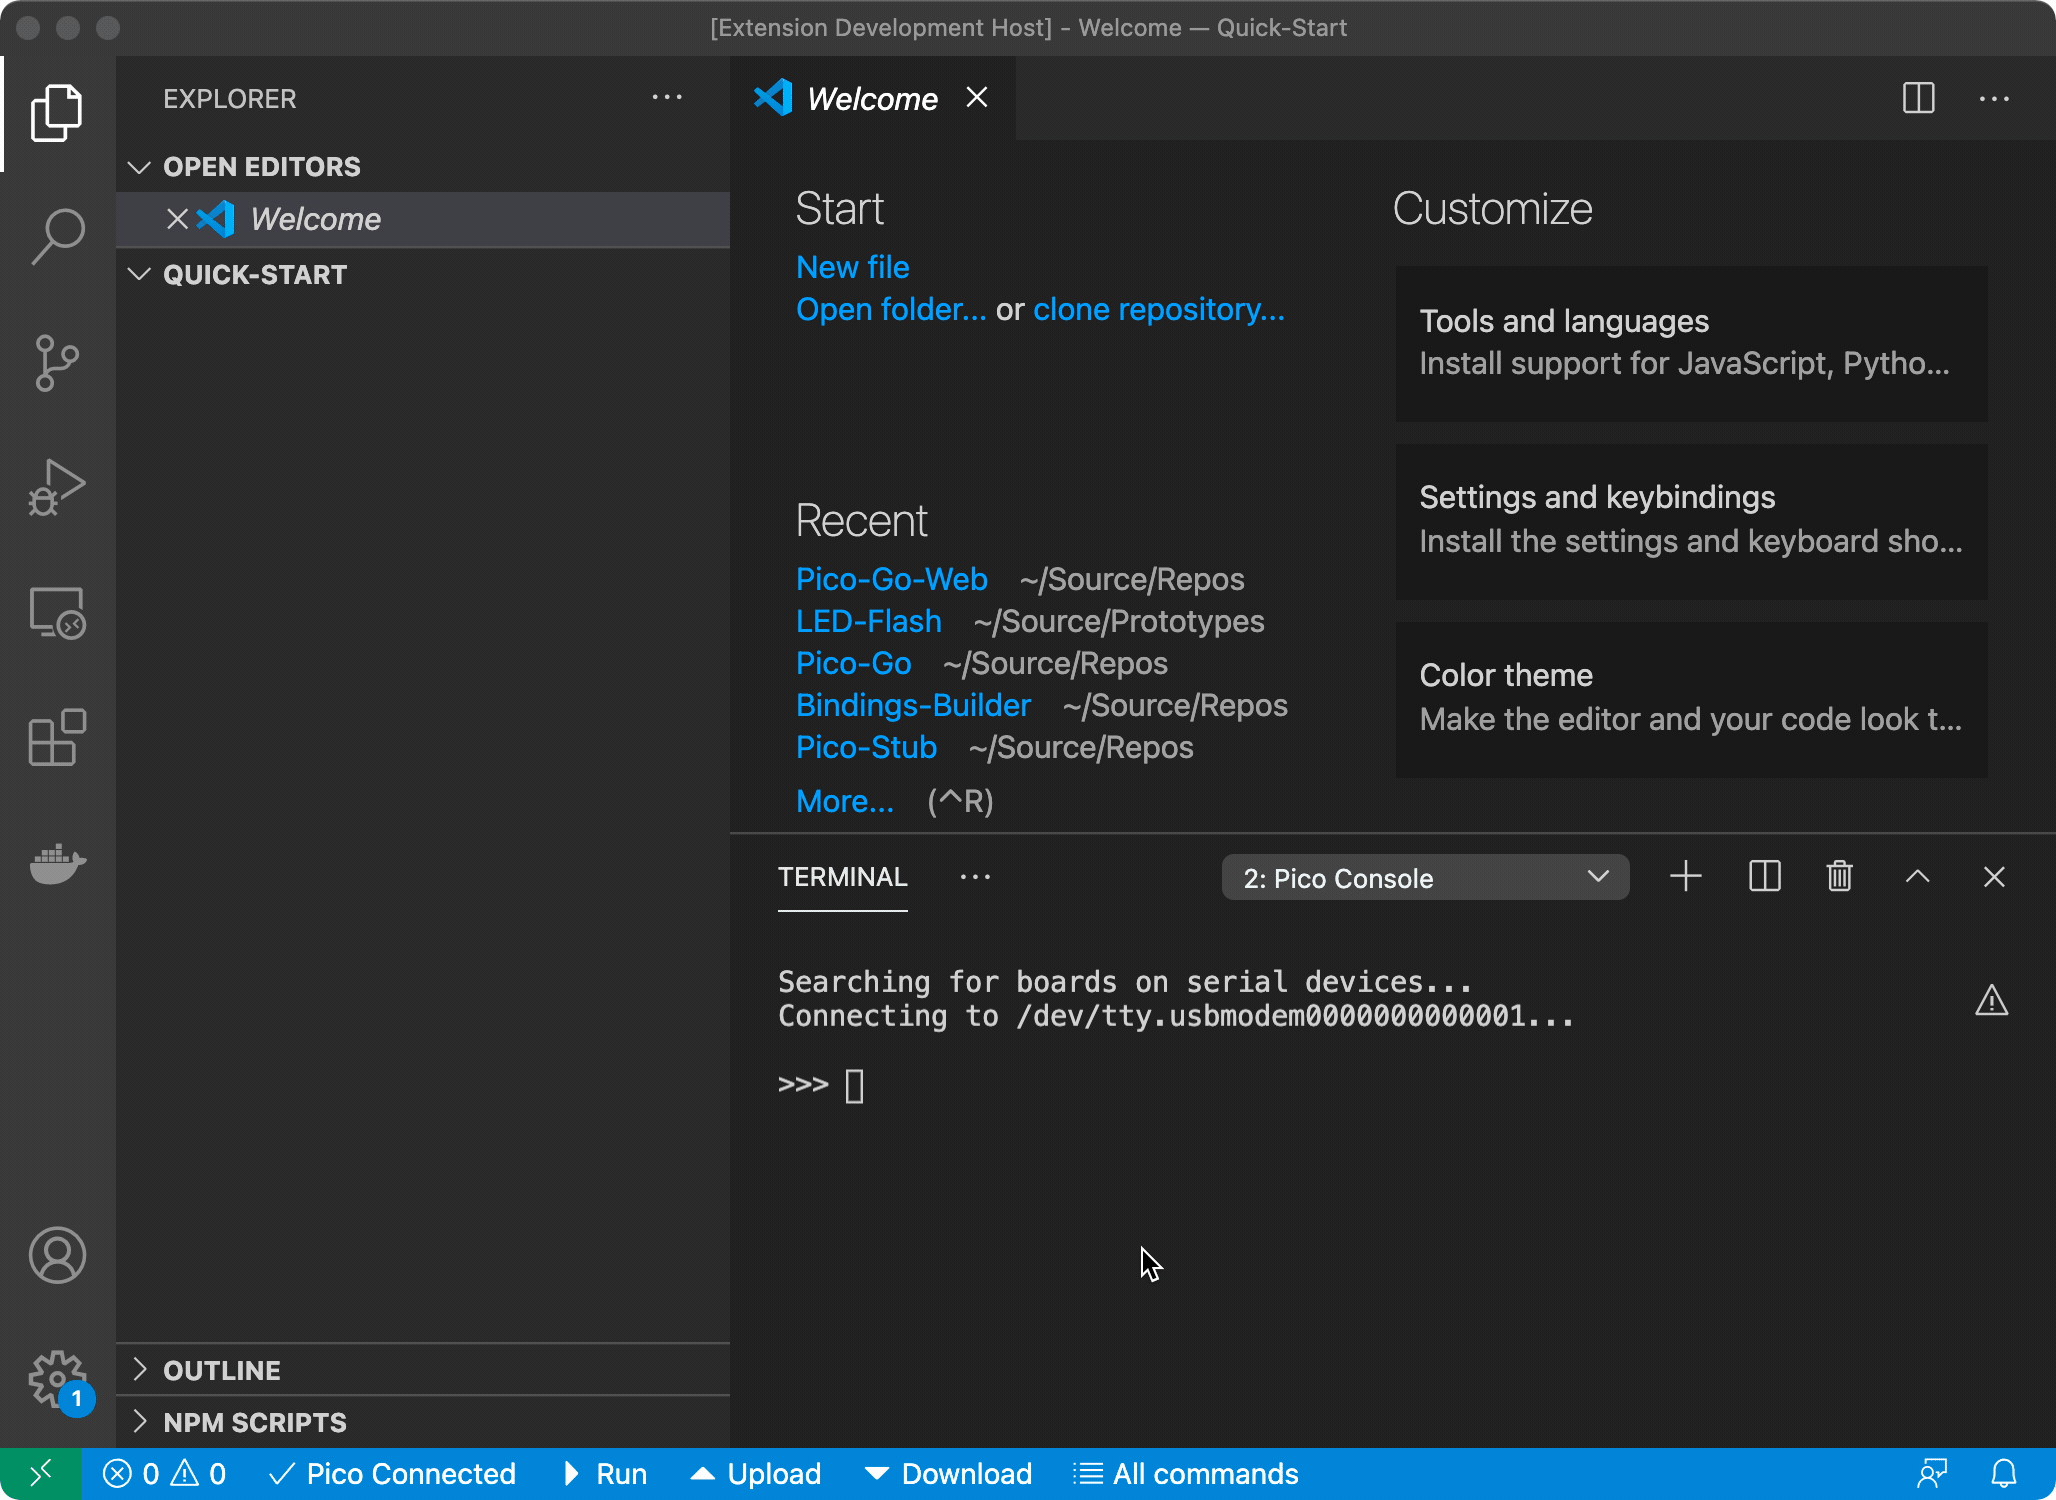 [Extension Development Host] - Welcome — Quick-Start
EXPLORER
OPEN EDITORS
Welcome
QUICK-START
OUTLINE
NPM SCRIPTS
1
Welcome
Start
New file
Open folder... or clone repository...
Recent
Pico-Go-Web ~/Source/Repos
LED-Flash ~/Source/Prototypes
Pico-Go ~/Source/Repos
Bindings-Builder ~/Source/Repos
Pico-Stub ~/Source/Repos
More... (^R)
Customize
Tools and languages
Install support for JavaScript, Pytho...
Settings and keybindings
Install the settings and keyboard sho...
Color theme
Make the editor and your code look t...
TERMINAL
2: Pico Console
Searching for boards on serial devices...
Connecting to /dev/tty.usbmodem0000000000001...
>>>
0 0 Pico Connected Run Upload Download All commands